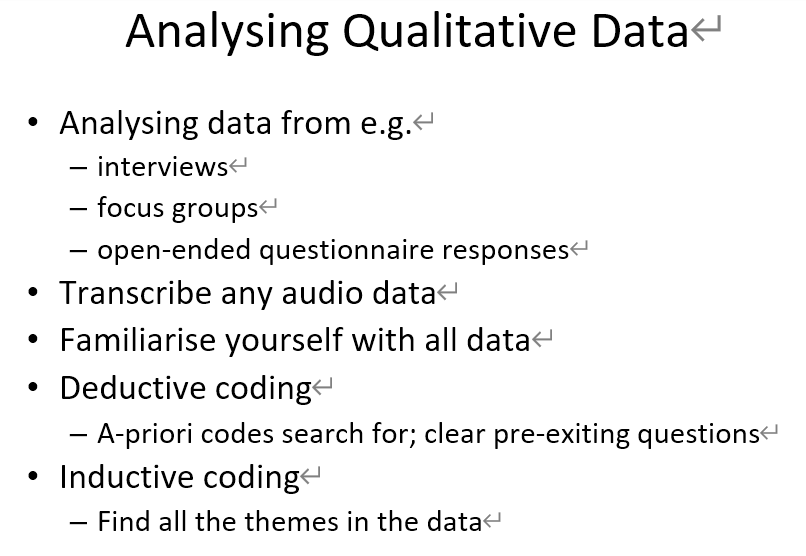 Analysing Qualitative Data↵
• Analysing data from e.g.↵
– interviews↵
– focus groups↵
– open-ended questionnaire responses↵
• Transcribe any audio data↵
• Familiarise yourself with all data↵
• Deductive coding↵
– A-priori codes search for; clear pre-exiting questions↵
• Inductive coding↵
– Find all the themes in the data↵